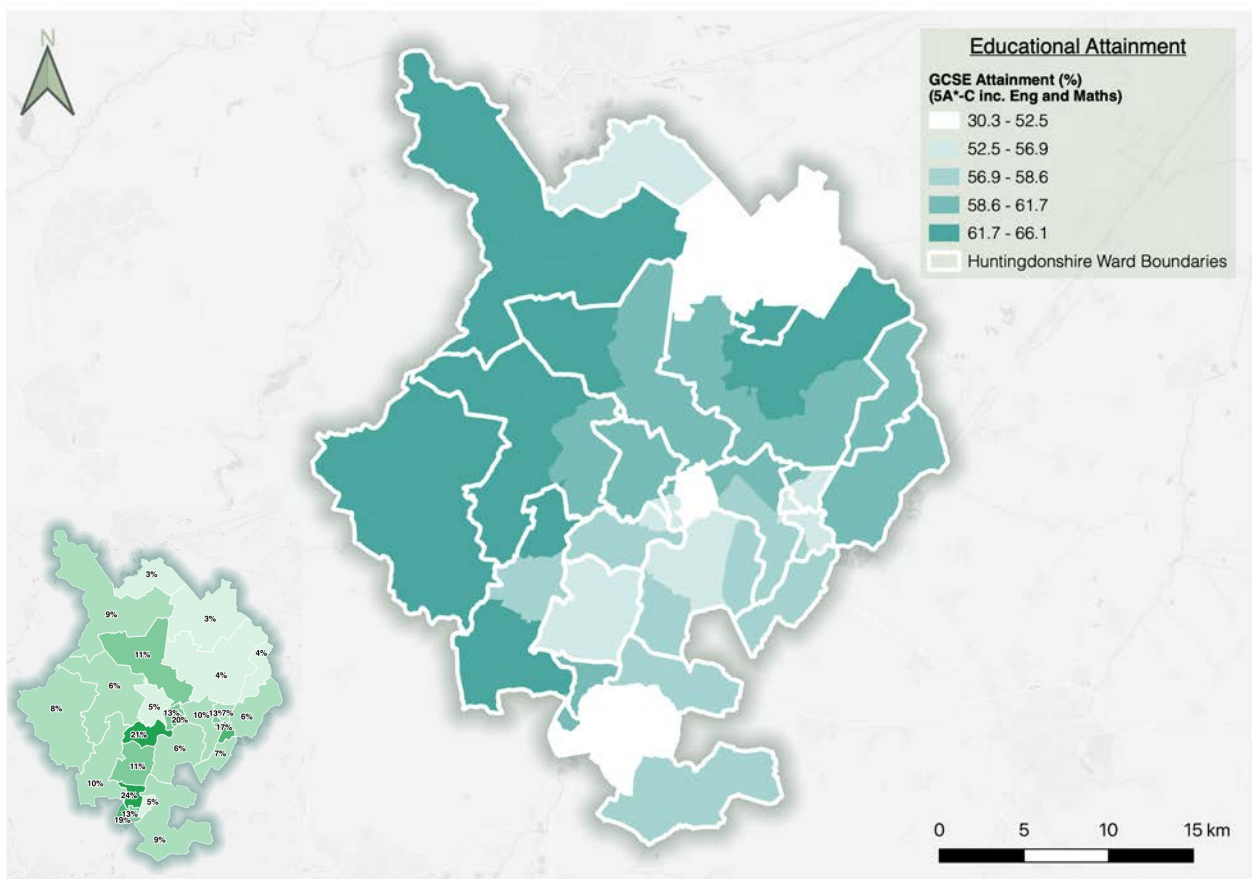 N
Educational Attainment
GCSE Attainment (%)
(5A*-C inc. Eng and Maths)
30.3 - 52.5
52.5 - 56.9
56.9 - 58.6
58.6 - 61.7
61.7 - 66.1
Huntingdonshire Ward Boundaries
3%
9%
3%
11%
4%
6%
4%
8%
5%
13%
20%
10%
13%
7%
6%
17%
21%
6%
7%
11%
10%
24%
5%
13%
19%
9%
0 5 10 15 km